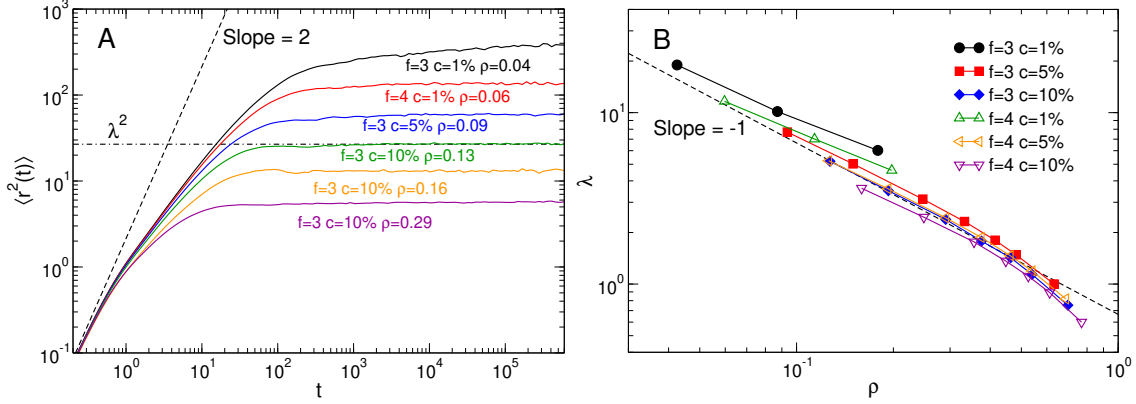 A
Slope = 2
λ²
f=3 c=1% ρ=0.04
f=4 c=1% ρ=0.06
f=3 c=5% ρ=0.09
f=3 c=10% ρ=0.13
f=3 c=10% ρ=0.16
f=3 c=10% ρ=0.29
⟨r²(t)⟩
10³
10²
10¹
10⁰
10⁻¹
10⁰ 10¹ 10² 10³ 10⁴ 10⁵
t
B
f=3 c=1%
f=3 c=5%
f=3 c=10%
f=4 c=1%
f=4 c=5%
f=4 c=10%
Slope = -1
λ
10¹
10⁰
10⁻¹ 10⁰
ρ